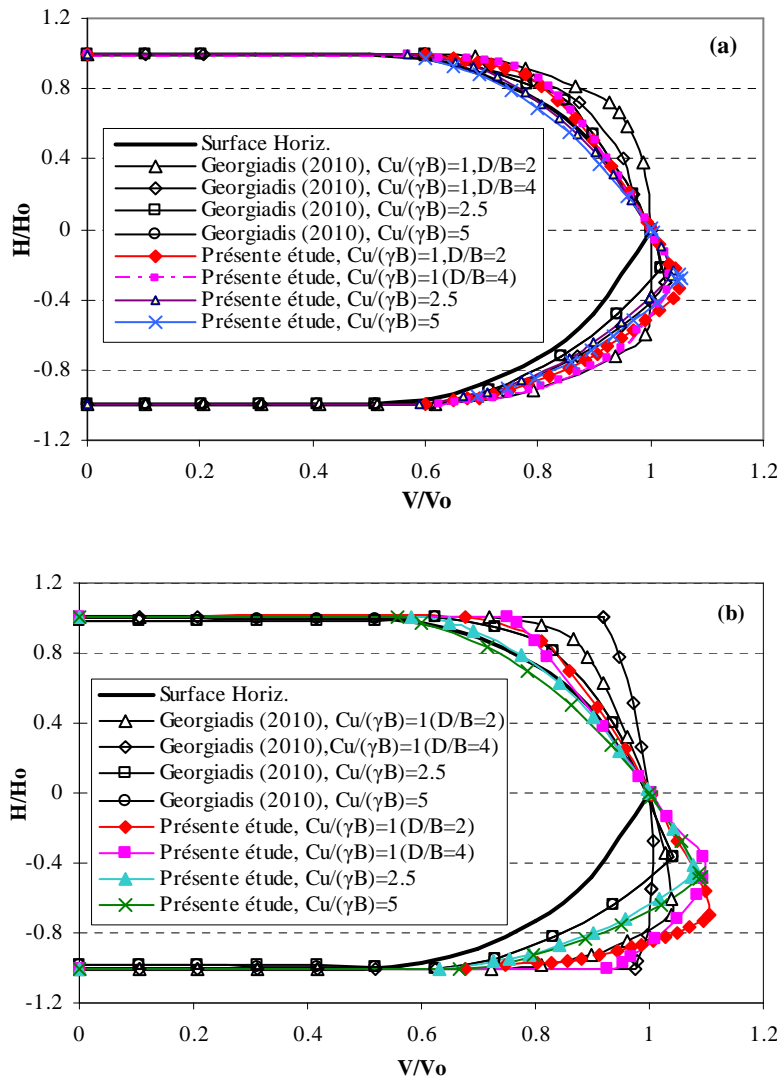 1.2
(a)
0.8
0.4
0
-0.4
-0.8
-1.2
H/Ho
Surface Horiz.
Georgiadis (2010), Cu/(γB)=1,D/B=2
Georgiadis (2010), Cu/(γB)=1,D/B=4
Georgiadis (2010), Cu/(γB)=2.5
Georgiadis (2010), Cu/(γB)=5
Présente étude, Cu/(γB)=1,D/B=2
Présente étude, Cu/(γB)=1(D/B=4)
Présente étude, Cu/(γB)=2.5
Présente étude, Cu/(γB)=5
0 0.2 0.4 0.6 0.8 1 1.2
V/Vo
1.2
(b)
0.8
0.4
0
-0.4
-0.8
-1.2
H/Ho
Surface Horiz.
Georgiadis (2010), Cu/(γB)=1(D/B=2)
Georgiadis (2010),Cu/(γB)=1(D/B=4)
Georgiadis (2010), Cu/(γB)=2.5
Georgiadis (2010), Cu/(γB)=5
Présente étude, Cu/(γB)=1(D/B=2)
Présente étude, Cu/(γB)=1(D/B=4)
Présente étude, Cu/(γB)=2.5
Présente étude, Cu/(γB)=5
0 0.2 0.4 0.6 0.8 1 1.2
V/Vo